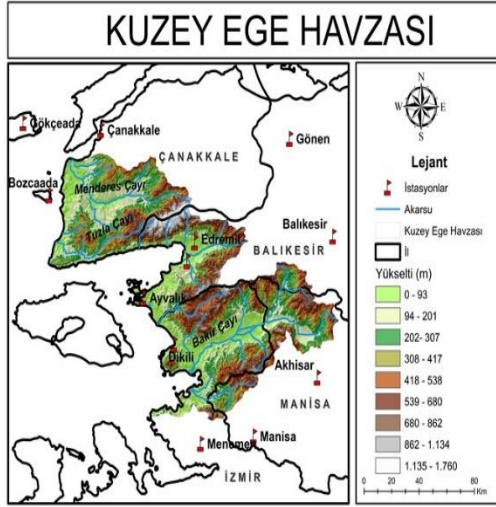 KUZEY EGE HAVZASI
Gökçeada
Çanakkale
Gönen
ÇANAKKALE
Bozcaada
Menderes Çayı
Tuzla Çayı
Edremit
Balıkesir
BALIKESİR
Ayvalık
Bakır Çayı
Dikili
Akhisar
MANİSA
Menemen
Manisa
İZMİR
N
W E
S
Lejant
İstasyonlar
Akarsu
Kuzey Ege Havzası
İl
Yükselti (m)
0 - 93
94 - 201
202- 307
308 - 417
418 - 538
539 - 680
680 - 862
862 - 1.134
1.135 - 1.760
0 20 40 80
Km